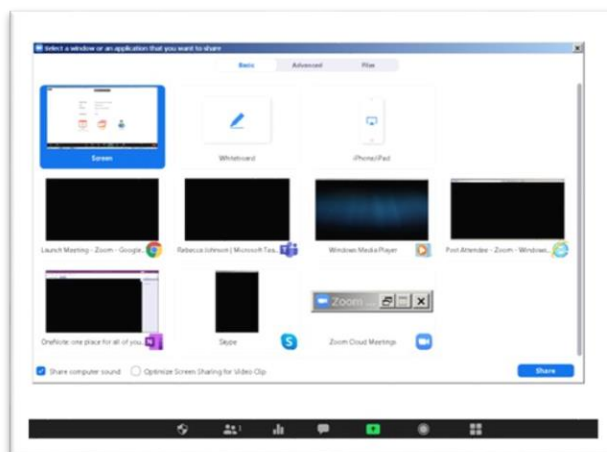 Select a window or an application that you want to share
Basic Advanced Files
Screen Whiteboard iPhone/iPad
Launch Meeting - Zoom - Google... Rebecca Johnson | Microsoft Tea... Windows Media Player Post Attendee - Zoom - Windows...
OneNote: one place for all of you... Skype Zoom Cloud Meetings
Zoom ...
Share computer sound Optimize Screen Sharing for Video Clip Share
1